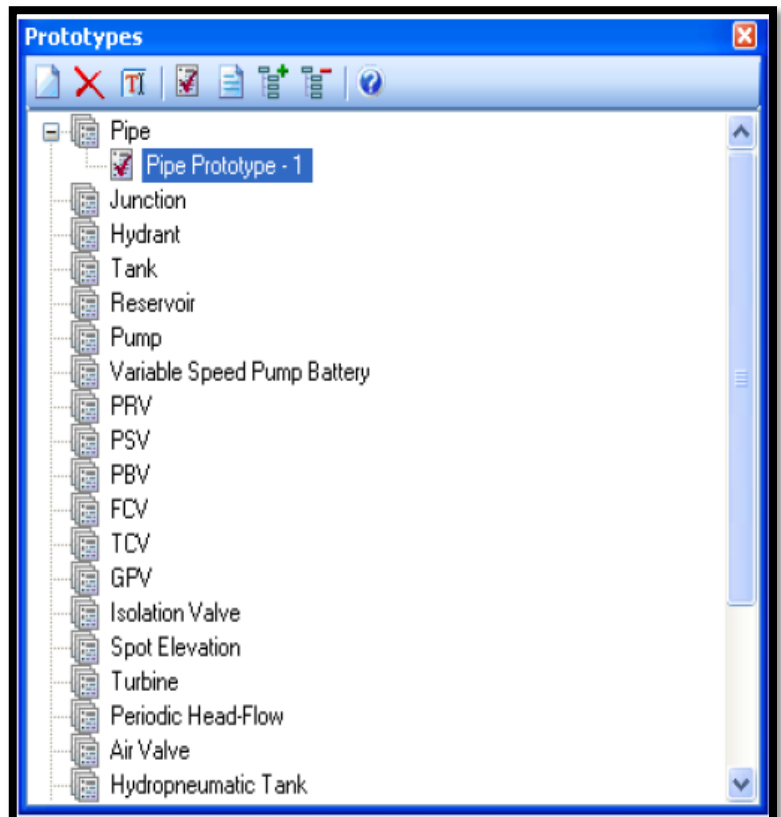 Prototypes
Pipe
Pipe Prototype - 1
Junction
Hydrant
Tank
Reservoir
Pump
Variable Speed Pump Battery
PRV
PSV
PBV
FCV
TCV
GPV
Isolation Valve
Spot Elevation
Turbine
Periodic Head-Flow
Air Valve
Hydropneumatic Tank